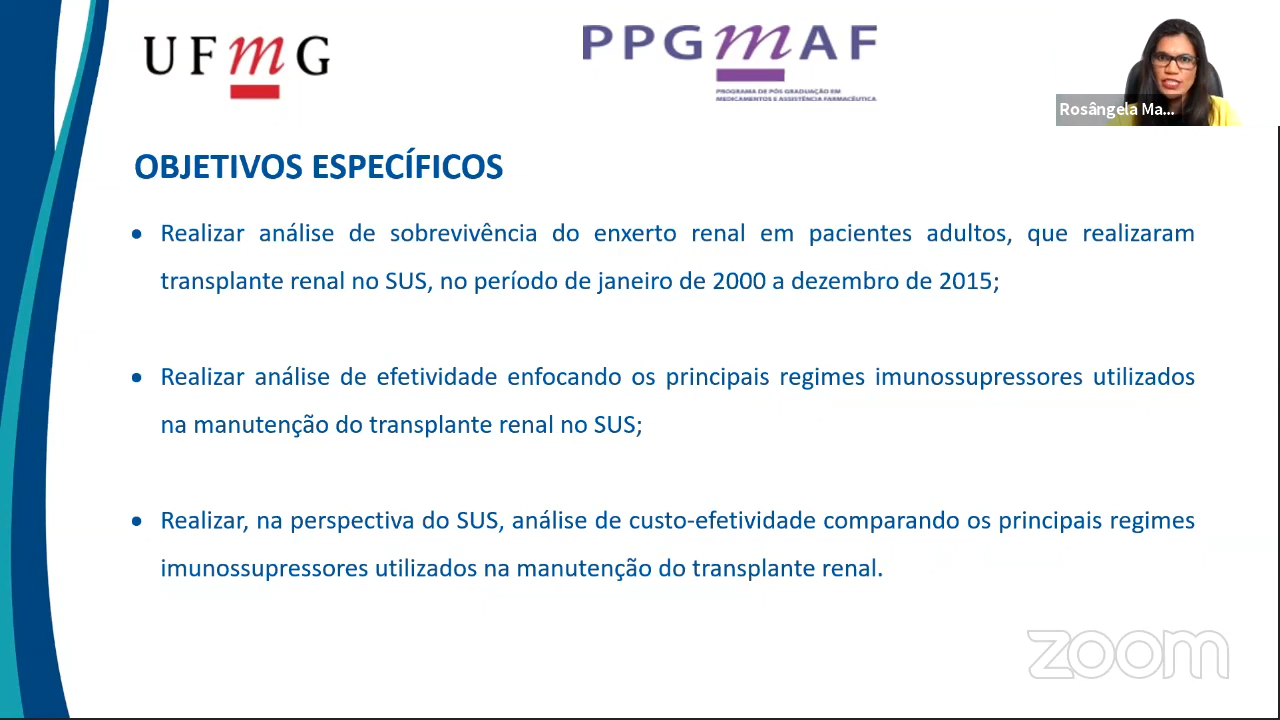 UFmG
PPGmAF
PROGRAMA DE PÓS GRADUAÇÃO EM
MEDICAMENTOS E ASSISTÊNCIA FARMACÊUTICA
Rosângela Ma...
OBJETIVOS ESPECÍFICOS
• Realizar análise de sobrevivência do enxerto renal em pacientes adultos, que realizaram
transplante renal no SUS, no período de janeiro de 2000 a dezembro de 2015;
• Realizar análise de efetividade enfocando os principais regimes imunossupressores utilizados
na manutenção do transplante renal no SUS;
• Realizar, na perspectiva do SUS, análise de custo-efetividade comparando os principais regimes
imunossupressores utilizados na manutenção do transplante renal.
zoom